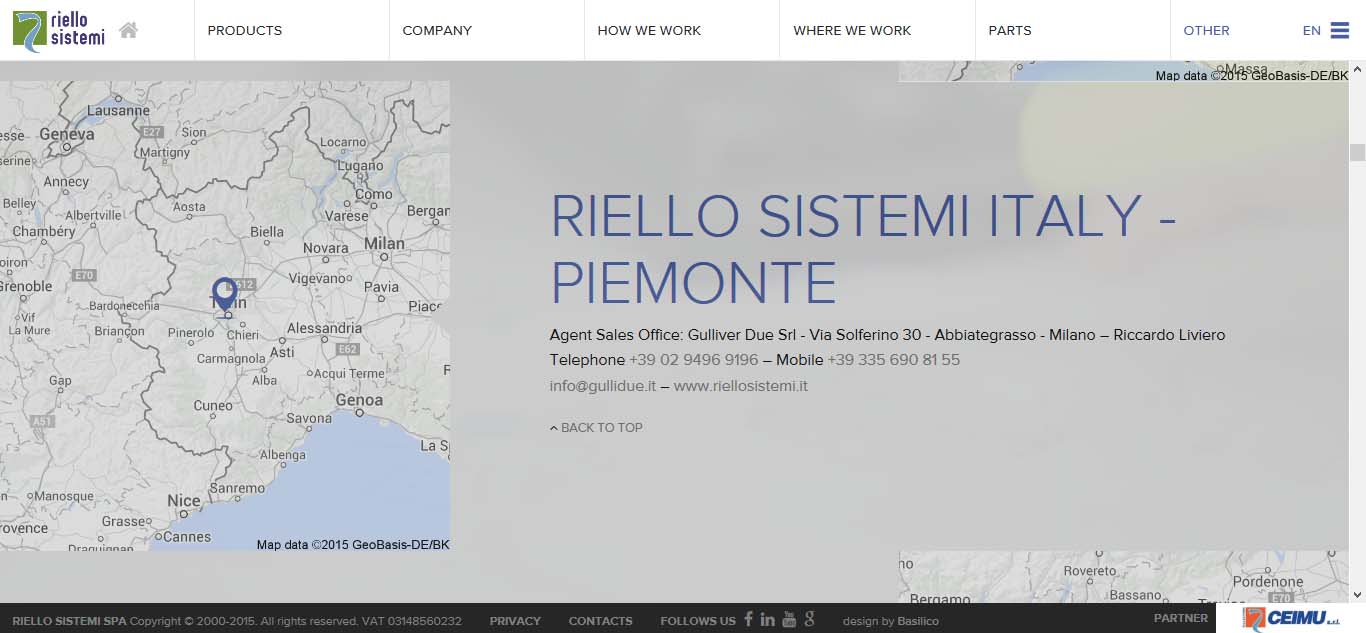 riello
sistemi
PRODUCTS
COMPANY
HOW WE WORK
WHERE WE WORK
PARTS
OTHER
EN
Massa
Map data ©2015 GeoBasis-DE/BK
Lausanne
Geneva
E27
Sion
Martigny
Locarno
Lugano
Annecy
Como
Belley
Albertville
Aosta
Varese
Bergan
Chambéry
Biella
Novara
Milan
E70
Vigevano
Pavia
Grenoble
E612
Bardonecchia
Piace
Vif
La Mure
Briançon
Pinerolo
Chieri
Alessandria
Carmagnola
Asti
E62
Gap
Alba
Acqui Terme
Cuneo
Genoa
A51
Savona
La S
Albenga
Manosque
Sanremo
Nice
rovence
Grasse
Cannes
Draguignan
Map data ©2015 GeoBasis-DE/BK
RIELLO SISTEMI ITALY -
PIEMONTE
Agent Sales Office: Gulliver Due Srl - Via Solferino 30 - Abbiategrasso - Milano – Riccardo Liviero
Telephone +39 02 9496 9196 – Mobile +39 335 690 81 55
info@gullidue.it – www.riellosistemi.it
BACK TO TOP
no
Rovereto
Pordenone
Bergamo
Bassano
E70
RIELLO SISTEMI SPA Copyright © 2000-2015. All rights reserved. VAT 03148560232
PRIVACY
CONTACTS
FOLLOWS US
design by Basilico
PARTNER
CEIMU s.r.l.